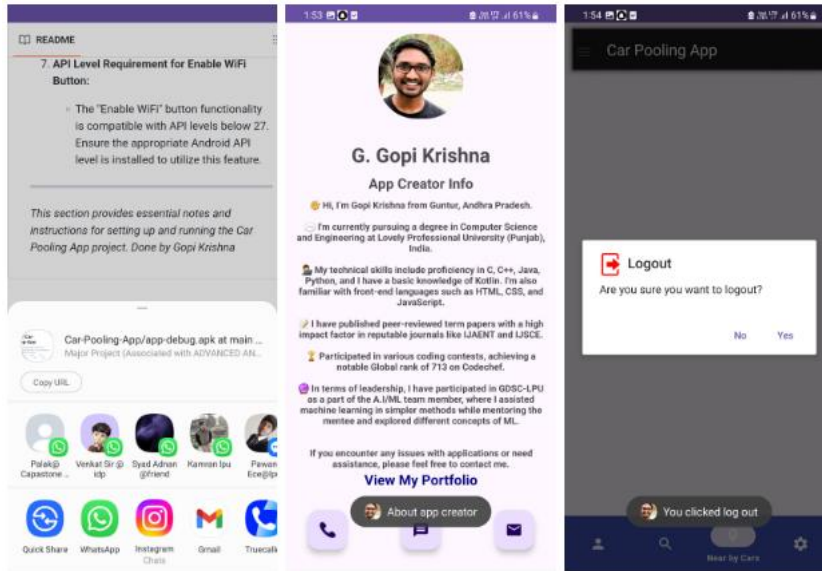 README
7. API Level Requirement for Enable WiFi
Button:
The "Enable WiFi" button functionality
is compatible with API levels below 27.
Ensure the appropriate Android API
level is installed to utilize this feature.
This section provides essential notes and
instructions for setting up and running the Car
Pooling App project. Done by Gopi Krishna
Car-Pooling-App/app-debug.apk at main ...
Major Project (Associated with ADVANCED AN...
Copy URL
Palak@
Capastone ...
Venkat Sir @
idp
Syad Adnan
@friend
Kamran lpu
Pawan
Ece@lpu
Quick Share
WhatsApp
Instagram
Chats
Gmail
Truecall
1:53
61%
G. Gopi Krishna
App Creator Info
Hi, I'm Gopi Krishna from Guntur, Andhra Pradesh.
I'm currently pursuing a degree in Computer Science
and Engineering at Lovely Professional University (Punjab),
India.
My technical skills include proficiency in C, C++, Java,
Python, and I have a basic knowledge of Kotlin. I'm also
familiar with front-end languages such as HTML, CSS, and
JavaScript.
I have published peer-reviewed term papers with a high
impact factor in reputable journals like IJAENT and IJSCE.
Participated in various coding contests, achieving a
notable Global rank of 713 on Codechef.
In terms of leadership, I have participated in GDSC-LPU
as a part of the A.I/ML team member, where I assisted
machine learning in simpler methods while mentoring the
mentee and explored different concepts of ML.
If you encounter any issues with applications or need
assistance, please feel free to contact me.
View My Portfolio
About app creator
1:54
61%
Car Pooling App
Logout
Are you sure you want to logout?
No Yes
You clicked log out
Near by Cars